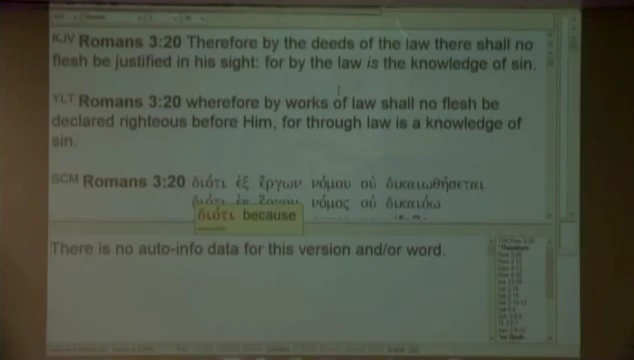 KJV Romans 3:20 Therefore by the deeds of the law there shall no
flesh be justified in his sight: for by the law is the knowledge of sin.
YLT Romans 3:20 wherefore by works of law shall no flesh be
declared righteous before Him, for through law is a knowledge of
sin.
SCM Romans 3:20 διότι ἐξ ἔργων νόμου οὐ δικαιωθήσεται
νόμος οὐ δικαιόω
διότι because
There is no auto-info data for this version and/or word.